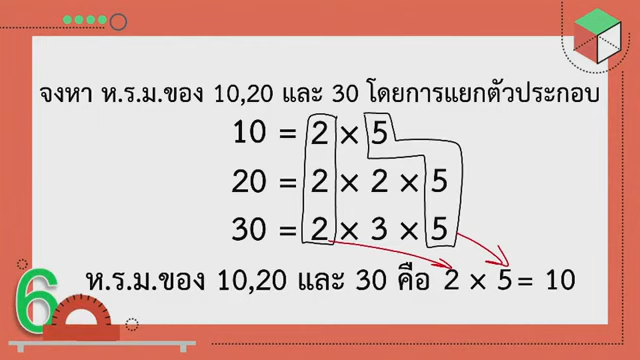 จงหา ห.ร.ม.ของ 10,20 และ 30 โดยการแยกตัวประกอบ
10 = 2 × 5
20 = 2 × 2 × 5
30 = 2 × 3 × 5
ห.ร.ม.ของ 10,20 และ 30 คือ 2 × 5 = 10
6